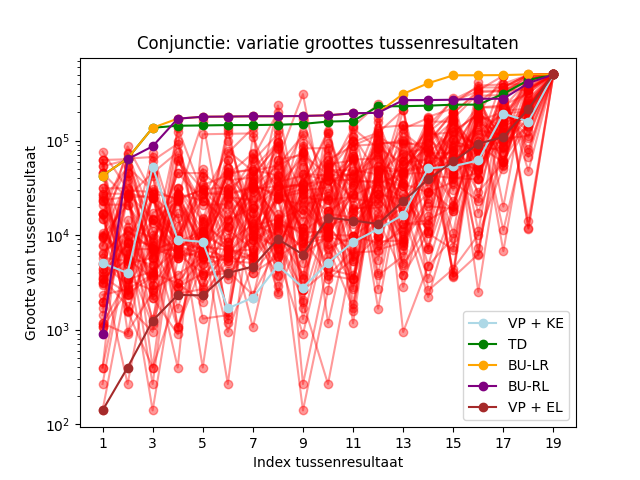 Conjunctie: variatie groottes tussenresultaten
Grootte van tussenresultaat
10^5
10^4
10^3
10^2
VP + KE
TD
BU-LR
BU-RL
VP + EL
1 3 5 7 9 11 13 15 17 19
Index tussenresultaat